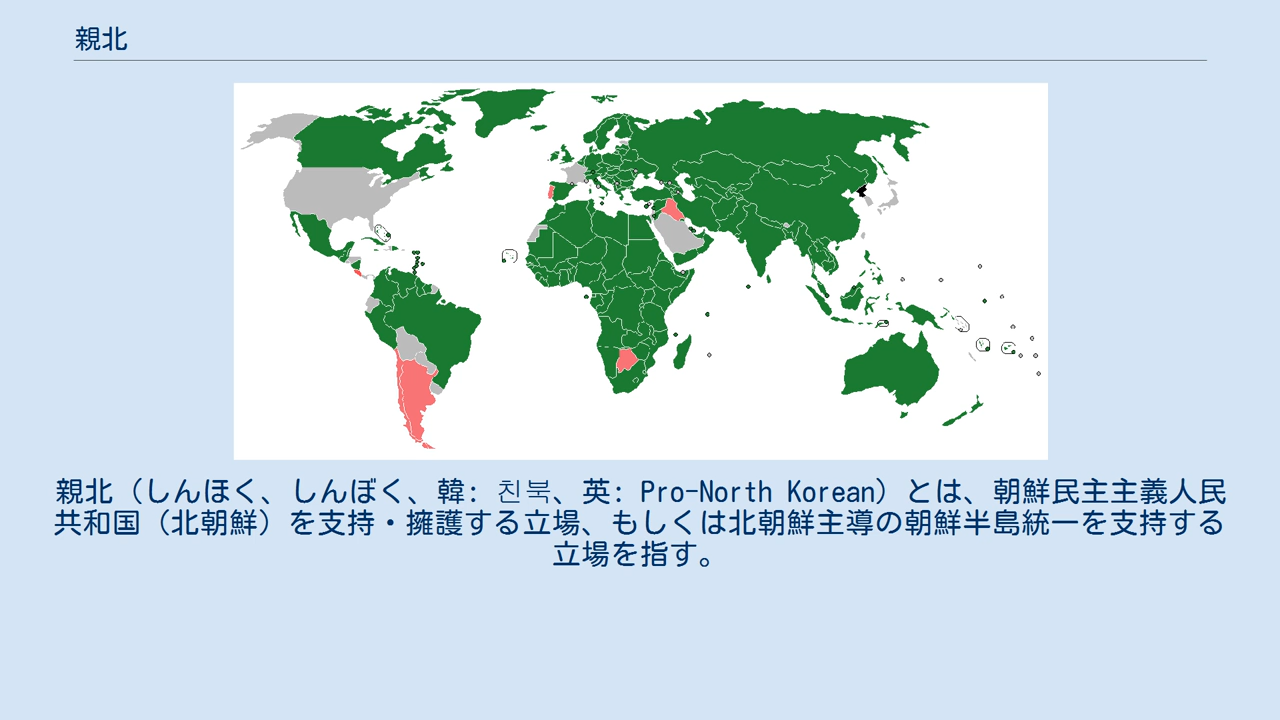 親北
親北（しんほく、しんぼく、韓: 친북、英: Pro-North Korean）とは、朝鮮民主主義人民
共和国（北朝鮮）を支持・擁護する立場、もしくは北朝鮮主導の朝鮮半島統一を支持する
立場を指す。